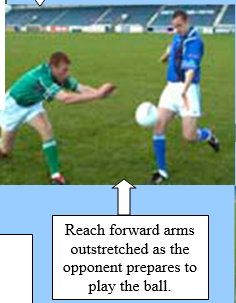 Reach forward arms
outstretched as the
opponent prepares to
play the ball.